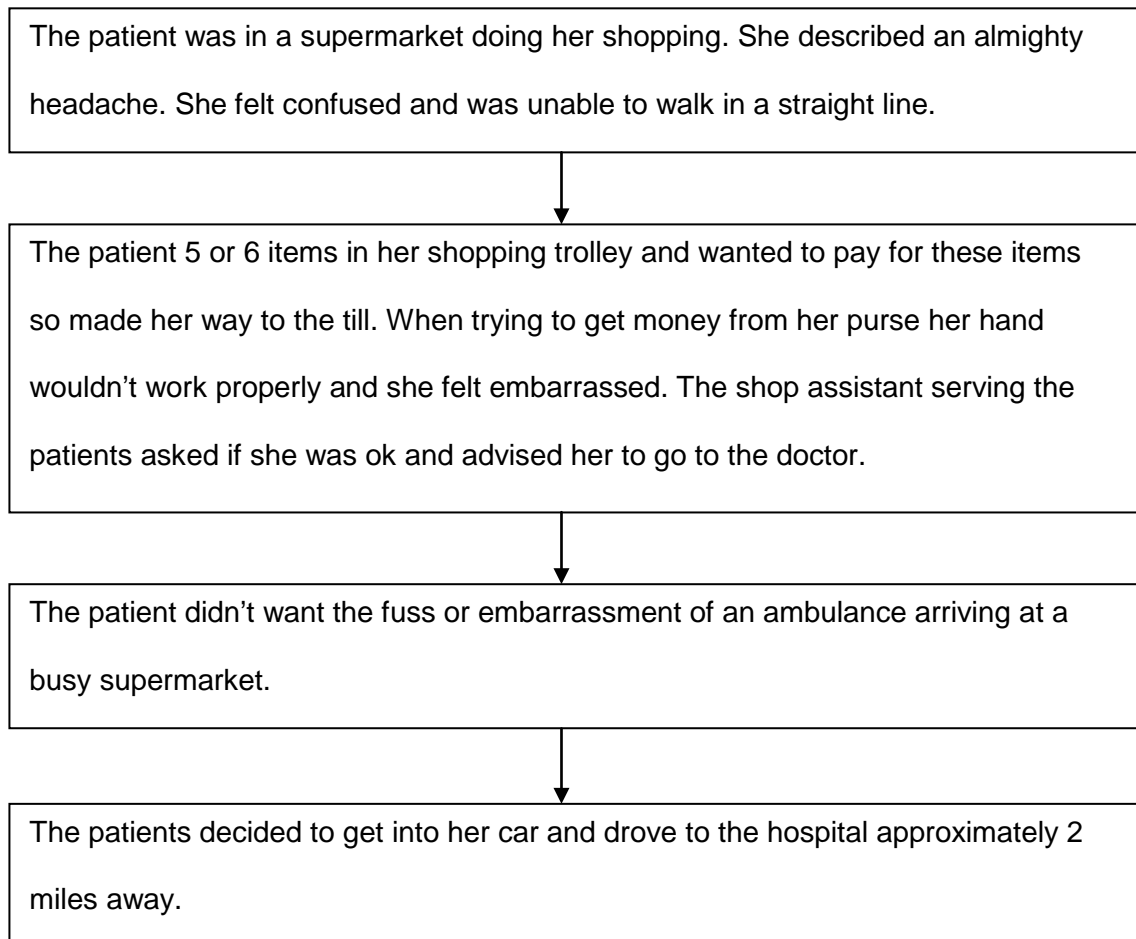 The patient was in a supermarket doing her shopping. She described an almighty
headache. She felt confused and was unable to walk in a straight line.
The patient 5 or 6 items in her shopping trolley and wanted to pay for these items
so made her way to the till. When trying to get money from her purse her hand
wouldn’t work properly and she felt embarrassed. The shop assistant serving the
patients asked if she was ok and advised her to go to the doctor.
The patient didn’t want the fuss or embarrassment of an ambulance arriving at a
busy supermarket.
The patients decided to get into her car and drove to the hospital approximately 2
miles away.